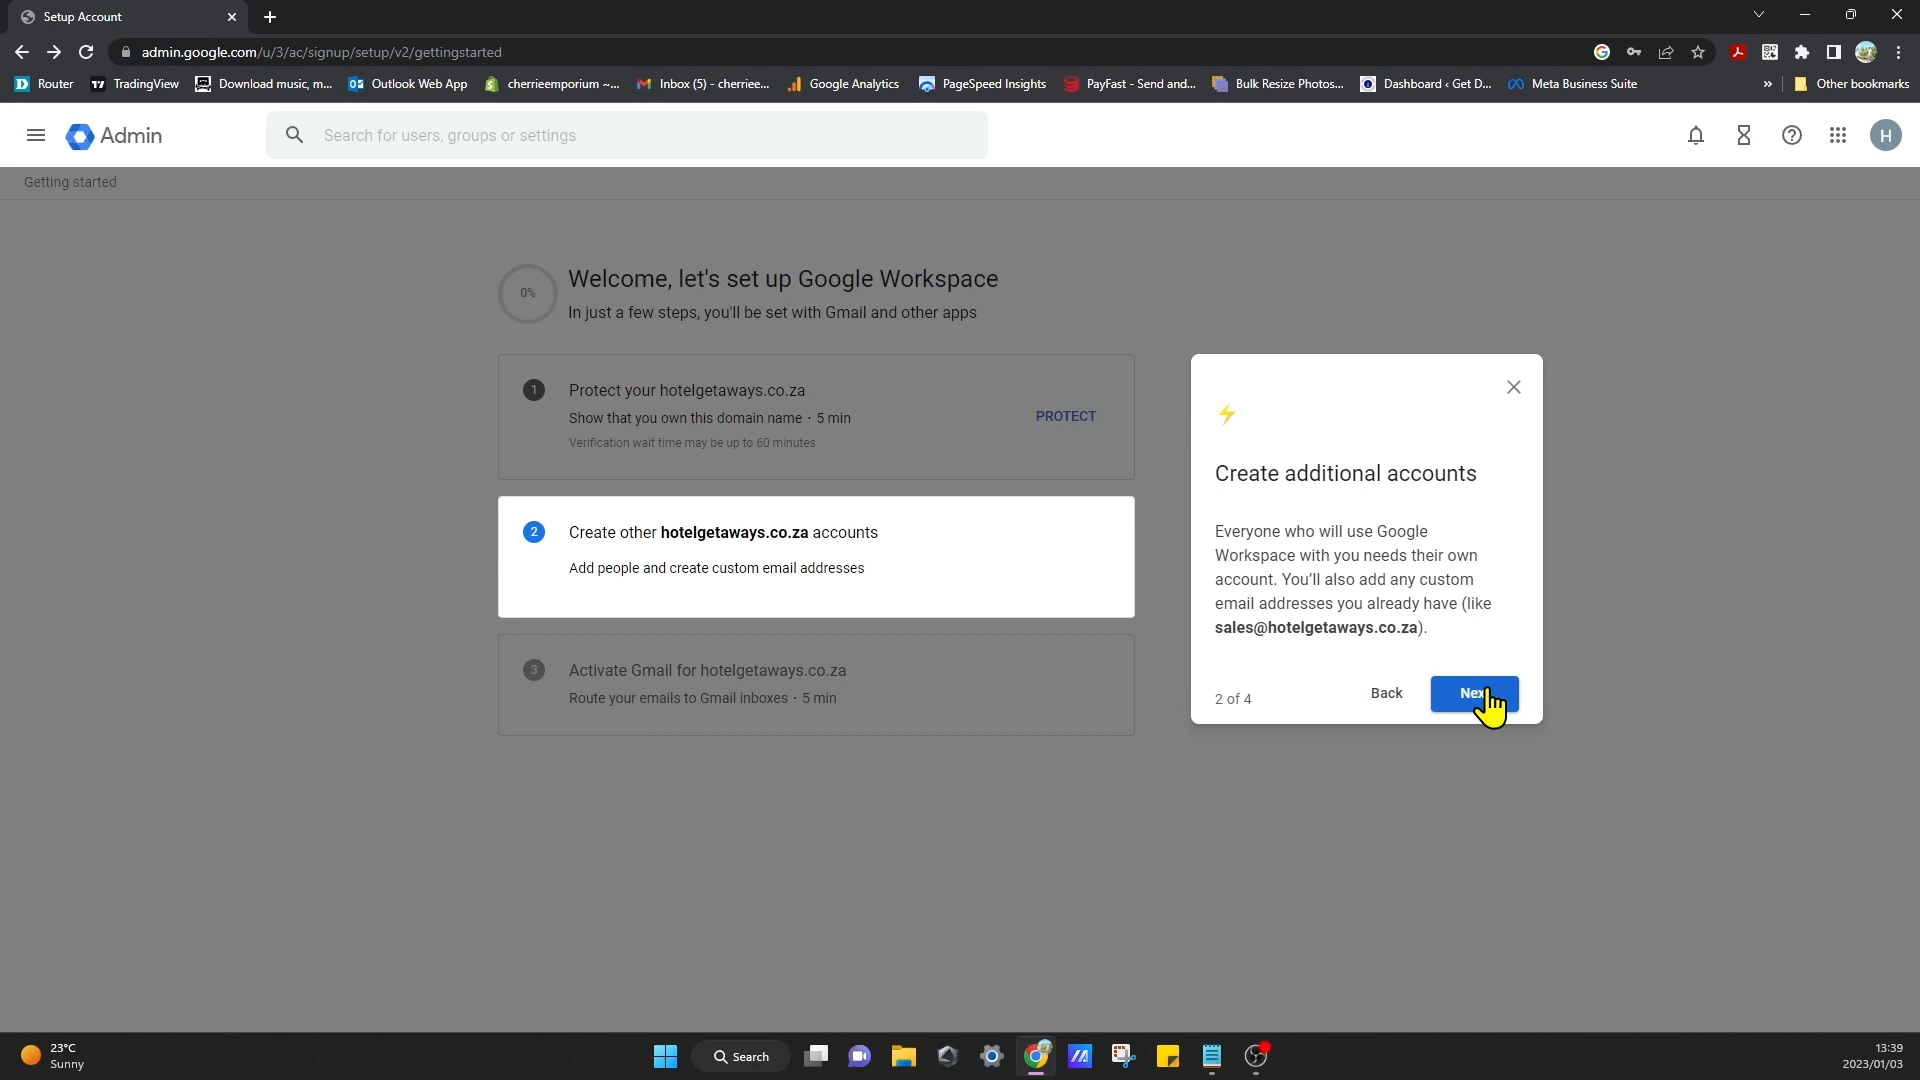 Setup Account
admin.google.com/u/3/ac/signup/setup/v2/gettingstarted
Router TradingView Download music, m... Outlook Web App cherrieemporium ~... Inbox (5) - cherriee... Google Analytics PageSpeed Insights PayFast - Send and... Bulk Resize Photos... Dashboard ‹ Get D... Meta Business Suite » Other bookmarks
Admin
Search for users, groups or settings
H
Getting started
0%
Welcome, let's set up Google Workspace
In just a few steps, you'll be set with Gmail and other apps
1 Protect your hotelgetaways.co.za
Show that you own this domain name · 5 min
Verification wait time may be up to 60 minutes
PROTECT
2 Create other hotelgetaways.co.za accounts
Add people and create custom email addresses
3 Activate Gmail for hotelgetaways.co.za
Route your emails to Gmail inboxes · 5 min
Create additional accounts
Everyone who will use Google
Workspace with you needs their own
account. You'll also add any custom
email addresses you already have (like
sales@hotelgetaways.co.za).
2 of 4
Back
23°C
Sunny
Search
13:39
2023/01/03